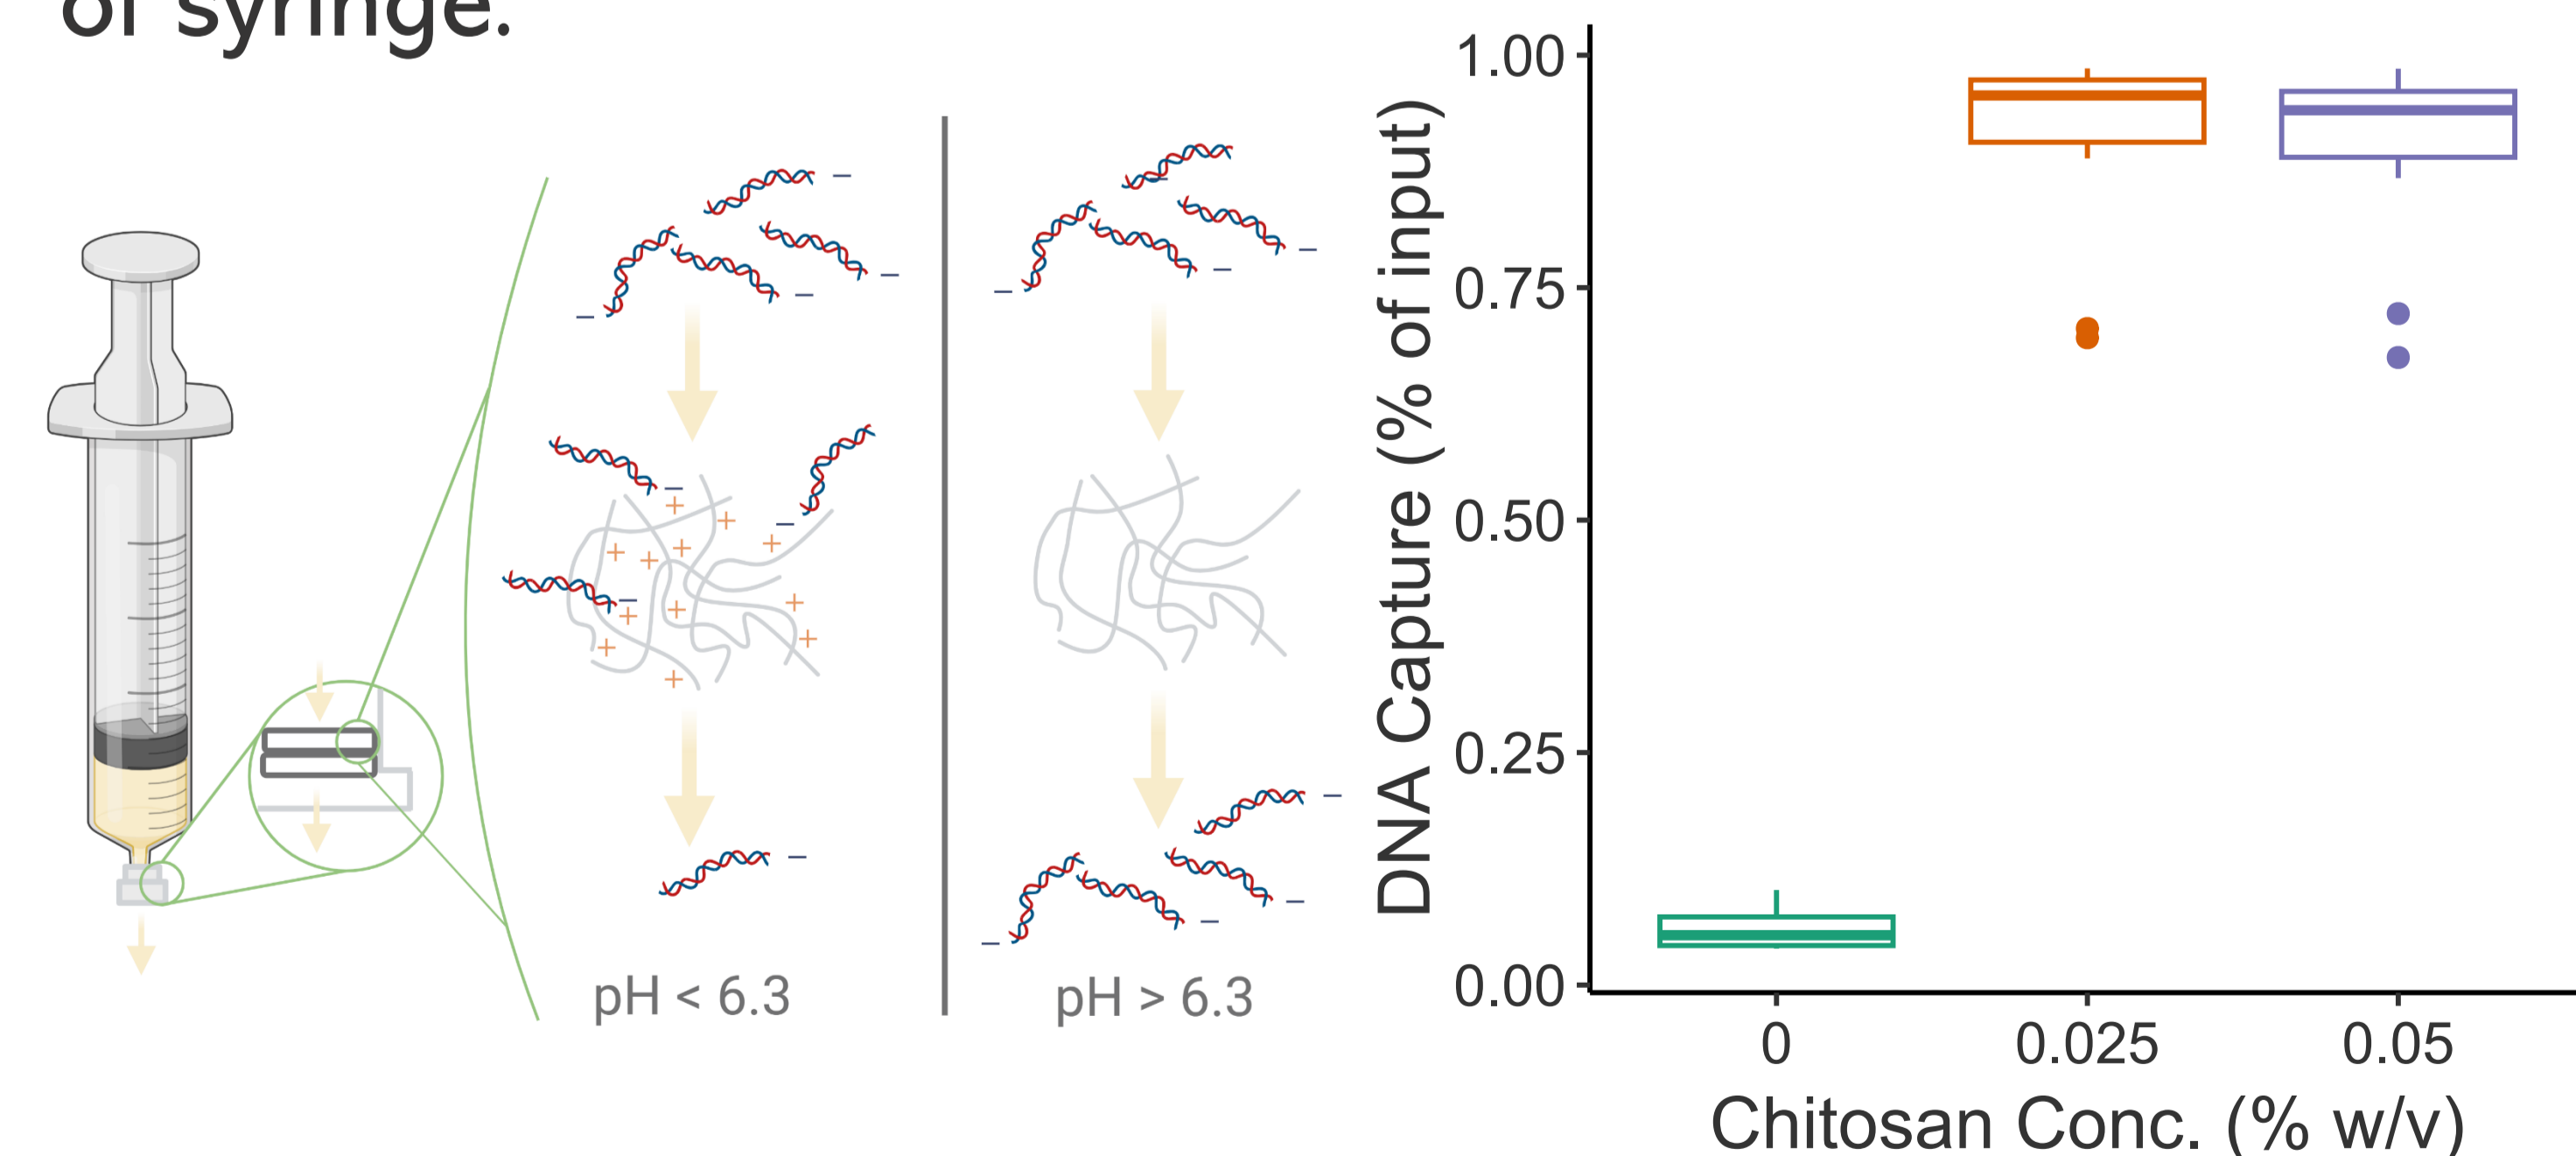 of syringe.
pH < 6.3
pH > 6.3
DNA Capture (% of input)
1.00
0.75
0.50
0.25
0.00
0
0.025
0.05
Chitosan Conc. (% w/v)